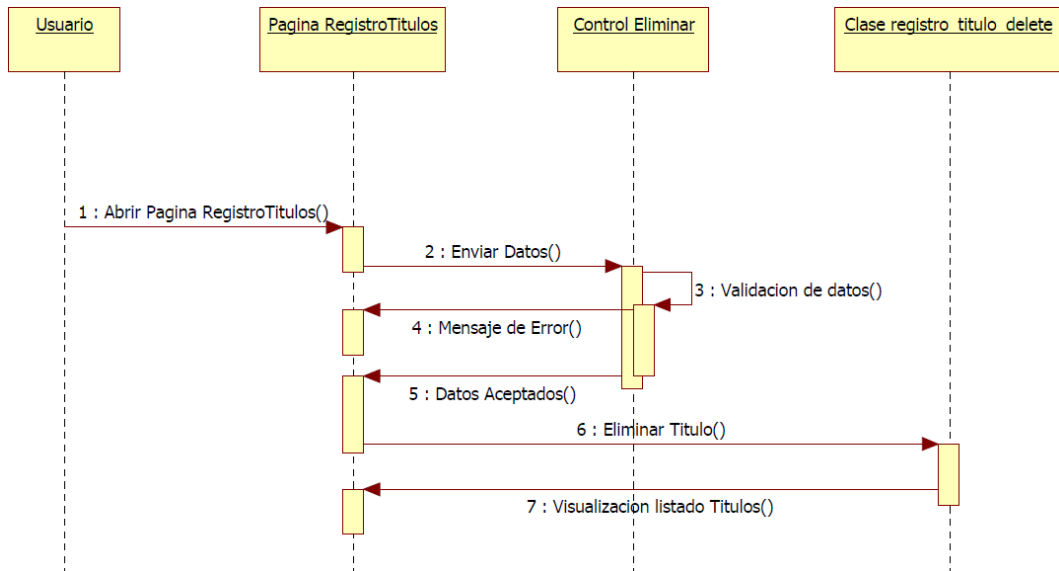 Usuario
Pagina RegistroTitulos
Control Eliminar
Clase registro_titulo_delete
1 : Abrir Pagina RegistroTitulos()
2 : Enviar Datos()
3 : Validacion de datos()
4 : Mensaje de Error()
5 : Datos Aceptados()
6 : Eliminar Titulo()
7 : Visualizacion listado Titulos()